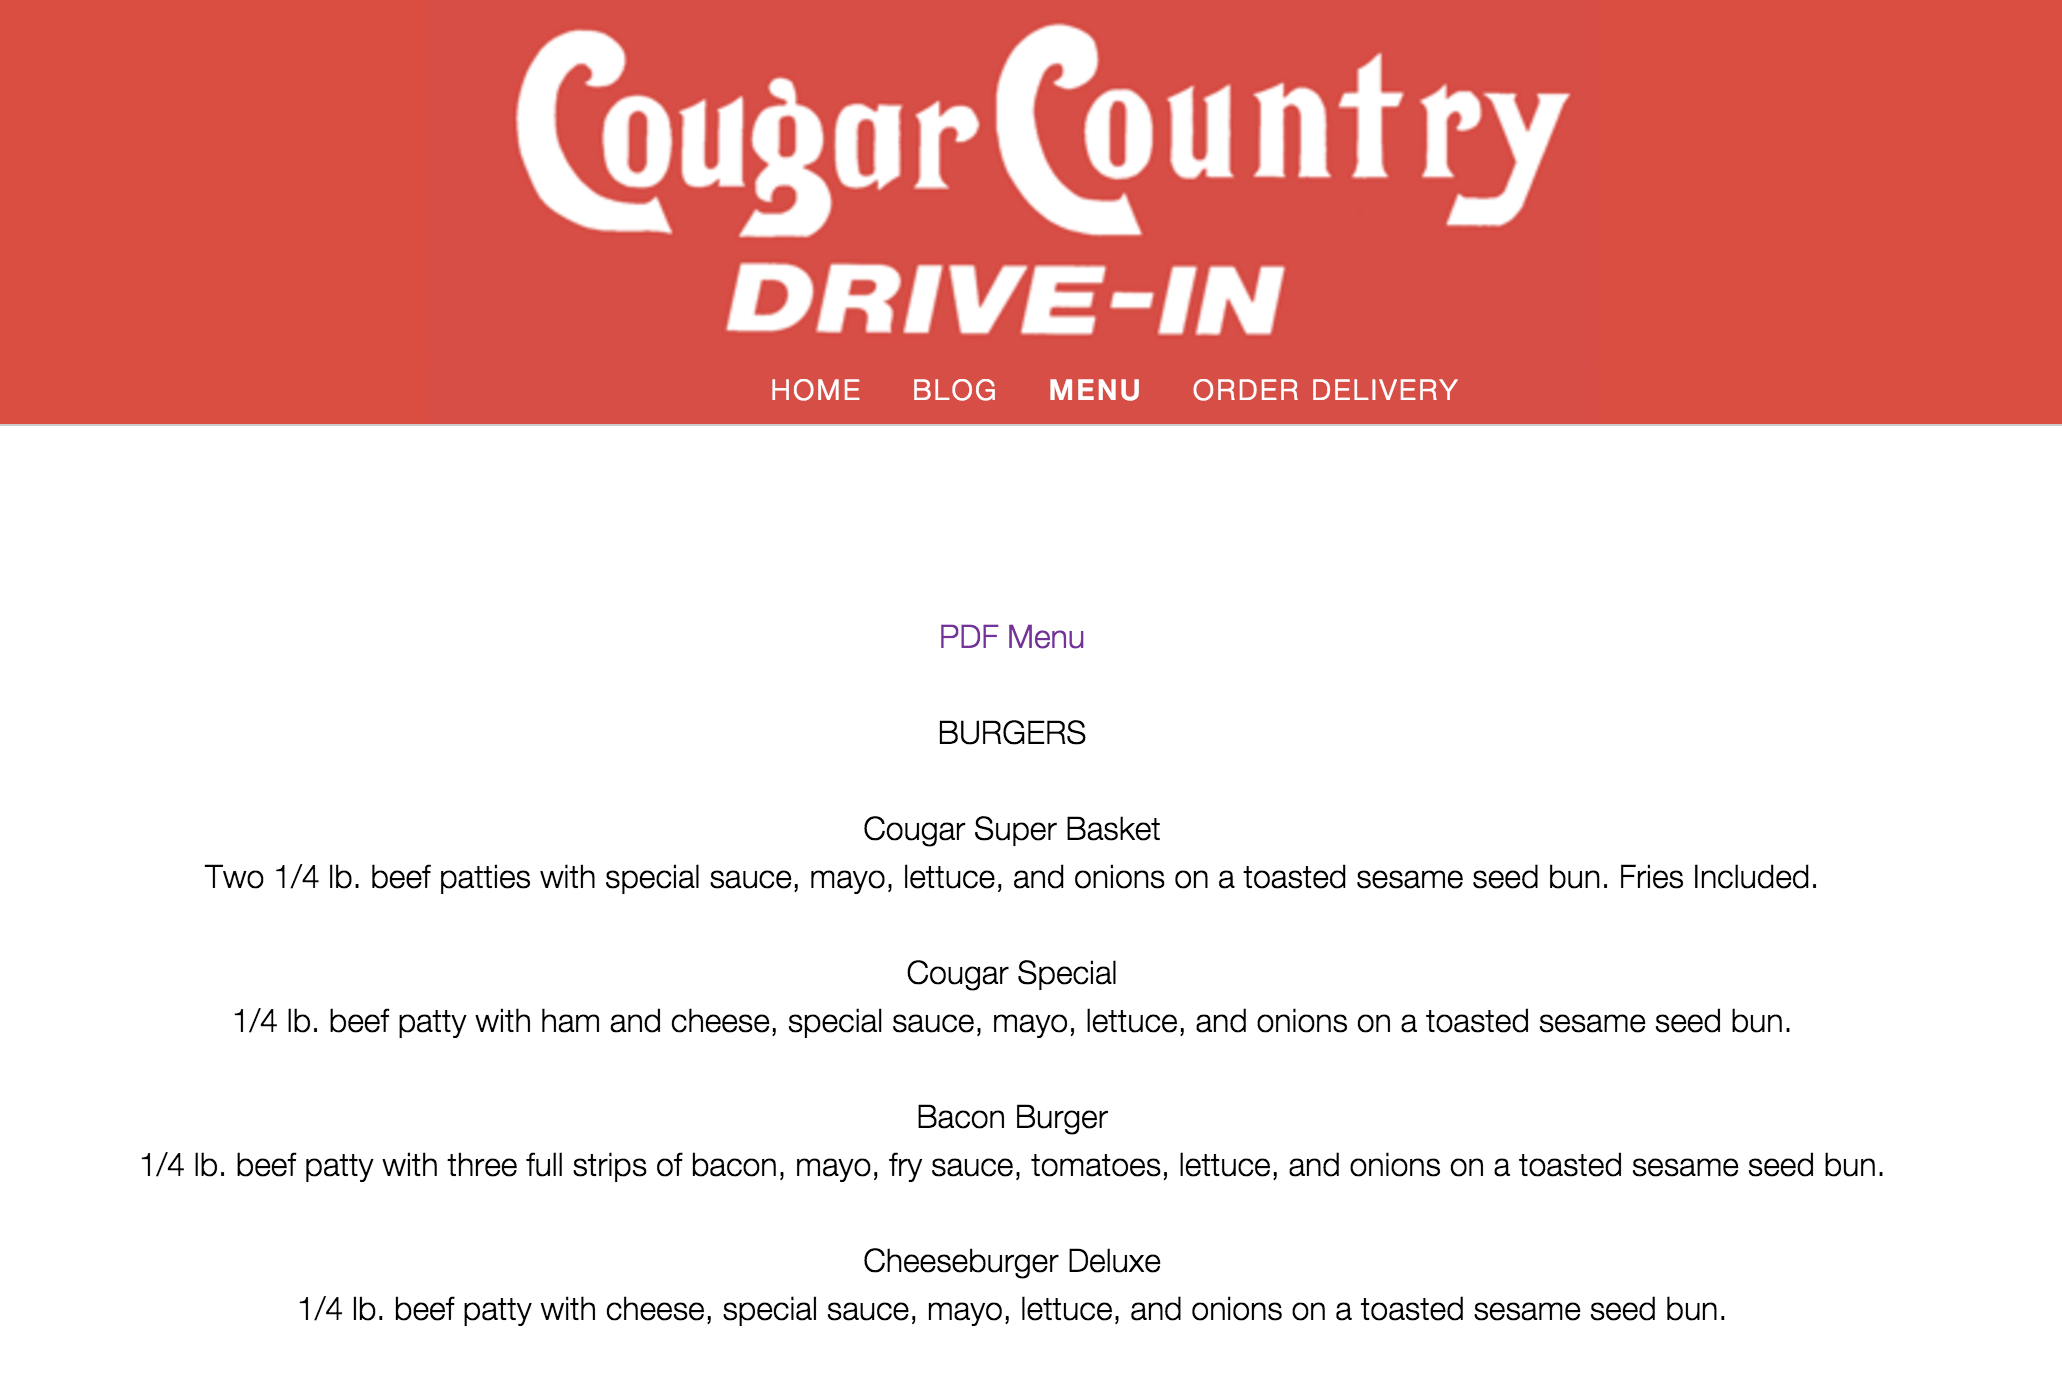 Cougar Country
DRIVE-IN
HOME BLOG MENU ORDER DELIVERY
PDF Menu
BURGERS
Cougar Super Basket
Two 1/4 lb. beef patties with special sauce, mayo, lettuce, and onions on a toasted sesame seed bun. Fries Included.
Cougar Special
1/4 lb. beef patty with ham and cheese, special sauce, mayo, lettuce, and onions on a toasted sesame seed bun.
Bacon Burger
1/4 lb. beef patty with three full strips of bacon, mayo, fry sauce, tomatoes, lettuce, and onions on a toasted sesame seed bun.
Cheeseburger Deluxe
1/4 lb. beef patty with cheese, special sauce, mayo, lettuce, and onions on a toasted sesame seed bun.